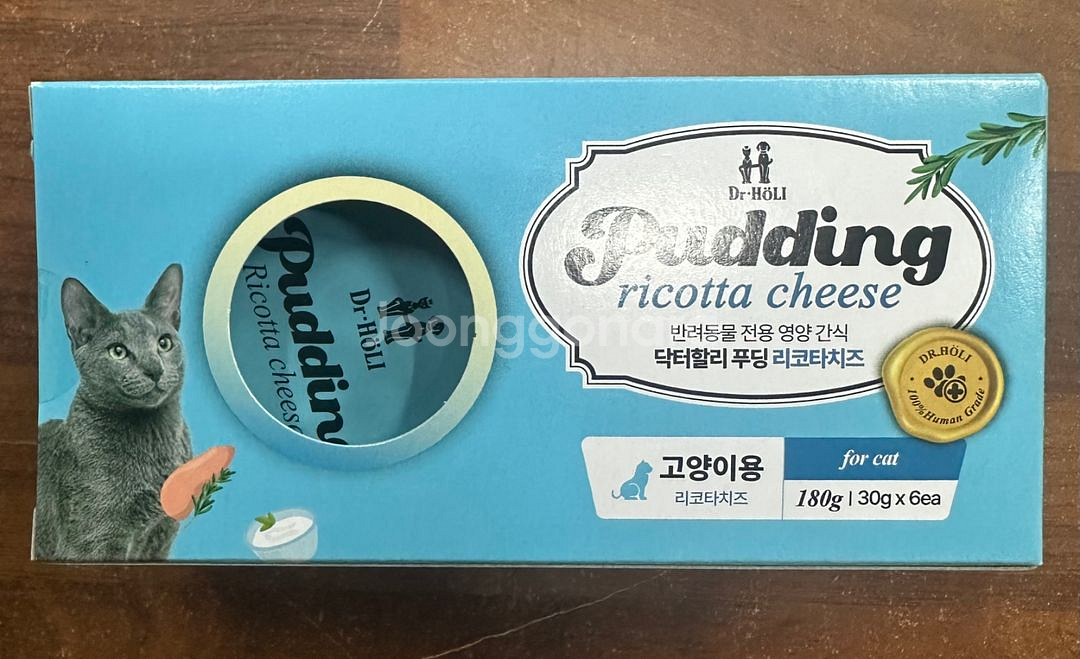 Dr·HöLI
Pudding
ricotta cheese
반려동물 전용 영양 간식
닥터할리 푸딩 리코타치즈
DR.HÖLI
100% Human Grade
고양이용
리코타치즈
for cat
180g | 30g x 6ea
Dr·HöLI
Pudding
Ricotta cheese